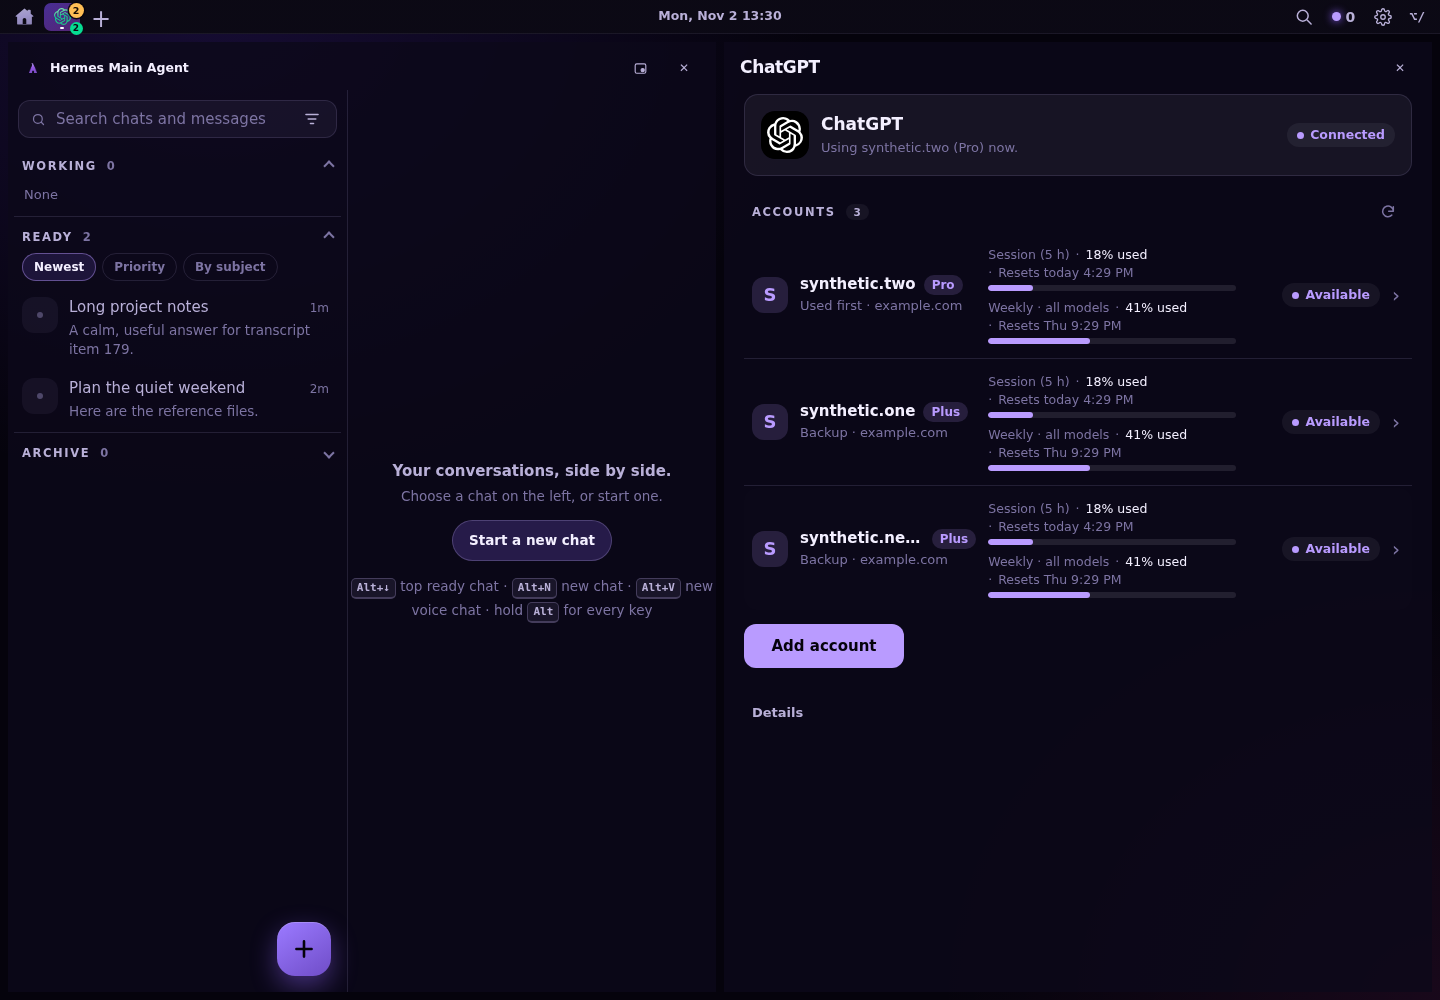 2
2
Mon, Nov 2 13:30
0
⌥/
Hermes Main Agent
Search chats and messages
WORKING 0
None
READY 2
Newest
Priority
By subject
Long project notes 1m
A calm, useful answer for transcript
item 179.
Plan the quiet weekend 2m
Here are the reference files.
ARCHIVE 0
Your conversations, side by side.
Choose a chat on the left, or start one.
Start a new chat
Alt+↓ top ready chat · Alt+N new chat · Alt+V new
voice chat · hold Alt for every key
ChatGPT
ChatGPT
Using synthetic.two (Pro) now.
Connected
ACCOUNTS 3
S
synthetic.two Pro
Used first · example.com
Session (5 h) · 18% used
· Resets today 4:29 PM
Weekly · all models · 41% used
· Resets Thu 9:29 PM
Available
S
synthetic.one Plus
Backup · example.com
Session (5 h) · 18% used
· Resets today 4:29 PM
Weekly · all models · 41% used
· Resets Thu 9:29 PM
Available
S
synthetic.ne… Plus
Backup · example.com
Session (5 h) · 18% used
· Resets today 4:29 PM
Weekly · all models · 41% used
· Resets Thu 9:29 PM
Available
Add account
Details